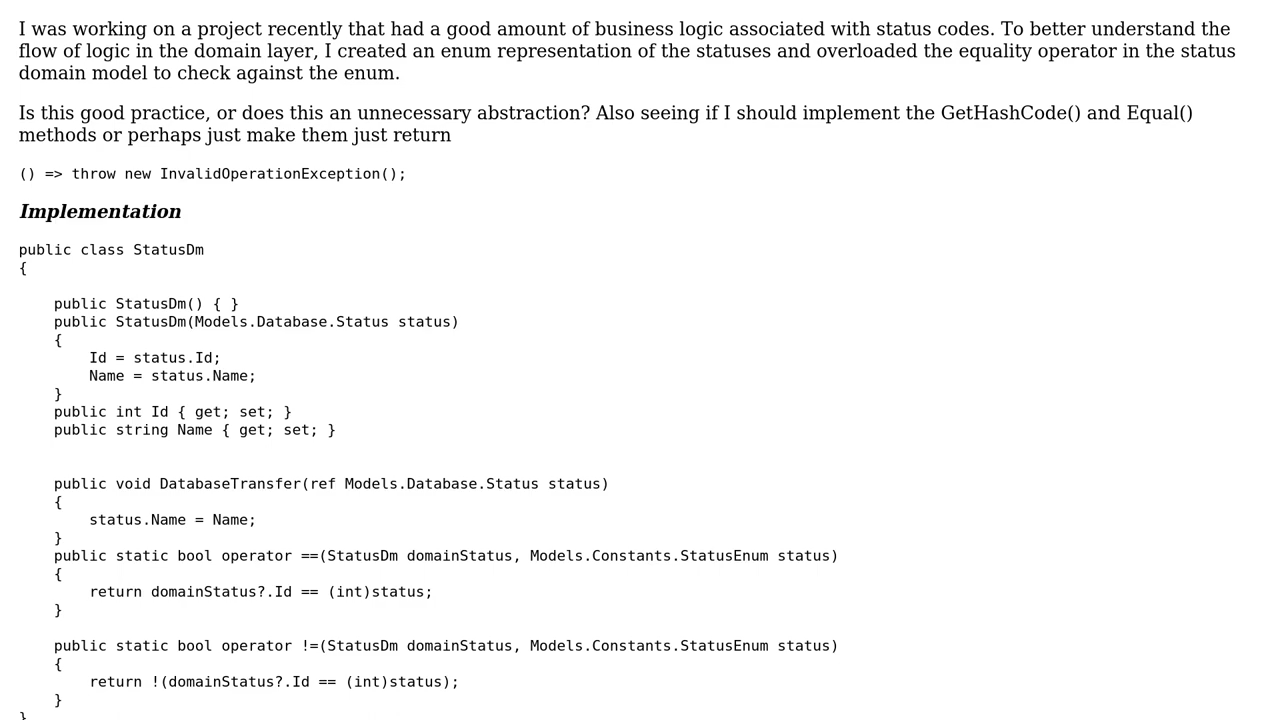 I was working on a project recently that had a good amount of business logic associated with status codes. To better understand the
flow of logic in the domain layer, I created an enum representation of the statuses and overloaded the equality operator in the status
domain model to check against the enum.
Is this good practice, or does this an unnecessary abstraction? Also seeing if I should implement the GetHashCode() and Equal()
methods or perhaps just make them just return
() => throw new InvalidOperationException();
Implementation
public class StatusDm
{
    public StatusDm() { }
    public StatusDm(Models.Database.Status status)
    {
        Id = status.Id;
        Name = status.Name;
    }
    public int Id { get; set; }
    public string Name { get; set; }
    public void DatabaseTransfer(ref Models.Database.Status status)
    {
        status.Name = Name;
    }
    public static bool operator ==(StatusDm domainStatus, Models.Constants.StatusEnum status)
    {
        return domainStatus?.Id == (int)status;
    }
    public static bool operator !=(StatusDm domainStatus, Models.Constants.StatusEnum status)
    {
        return !(domainStatus?.Id == (int)status);
    }
}